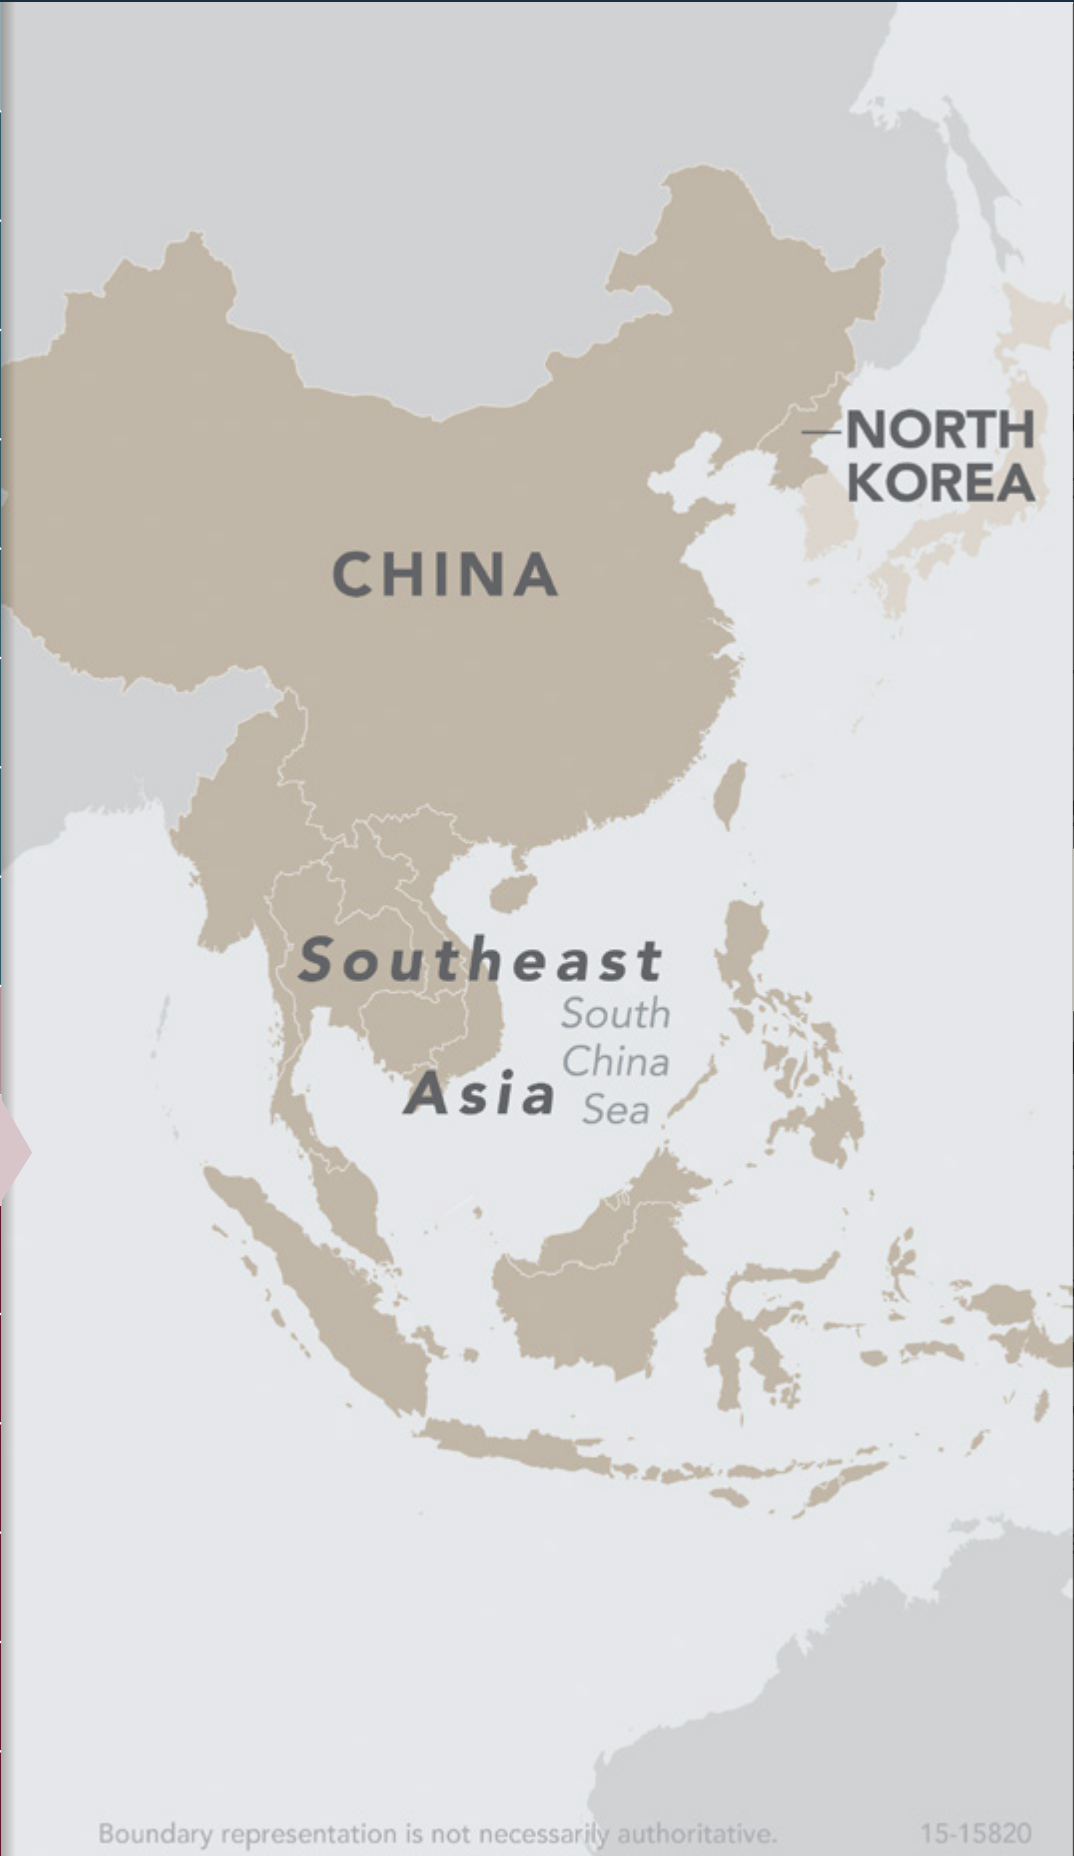 NORTH
KOREA
CHINA
Southeast
South
China
Asia
Sea
Boundary representation is not necessarily authoritative.
15-15820